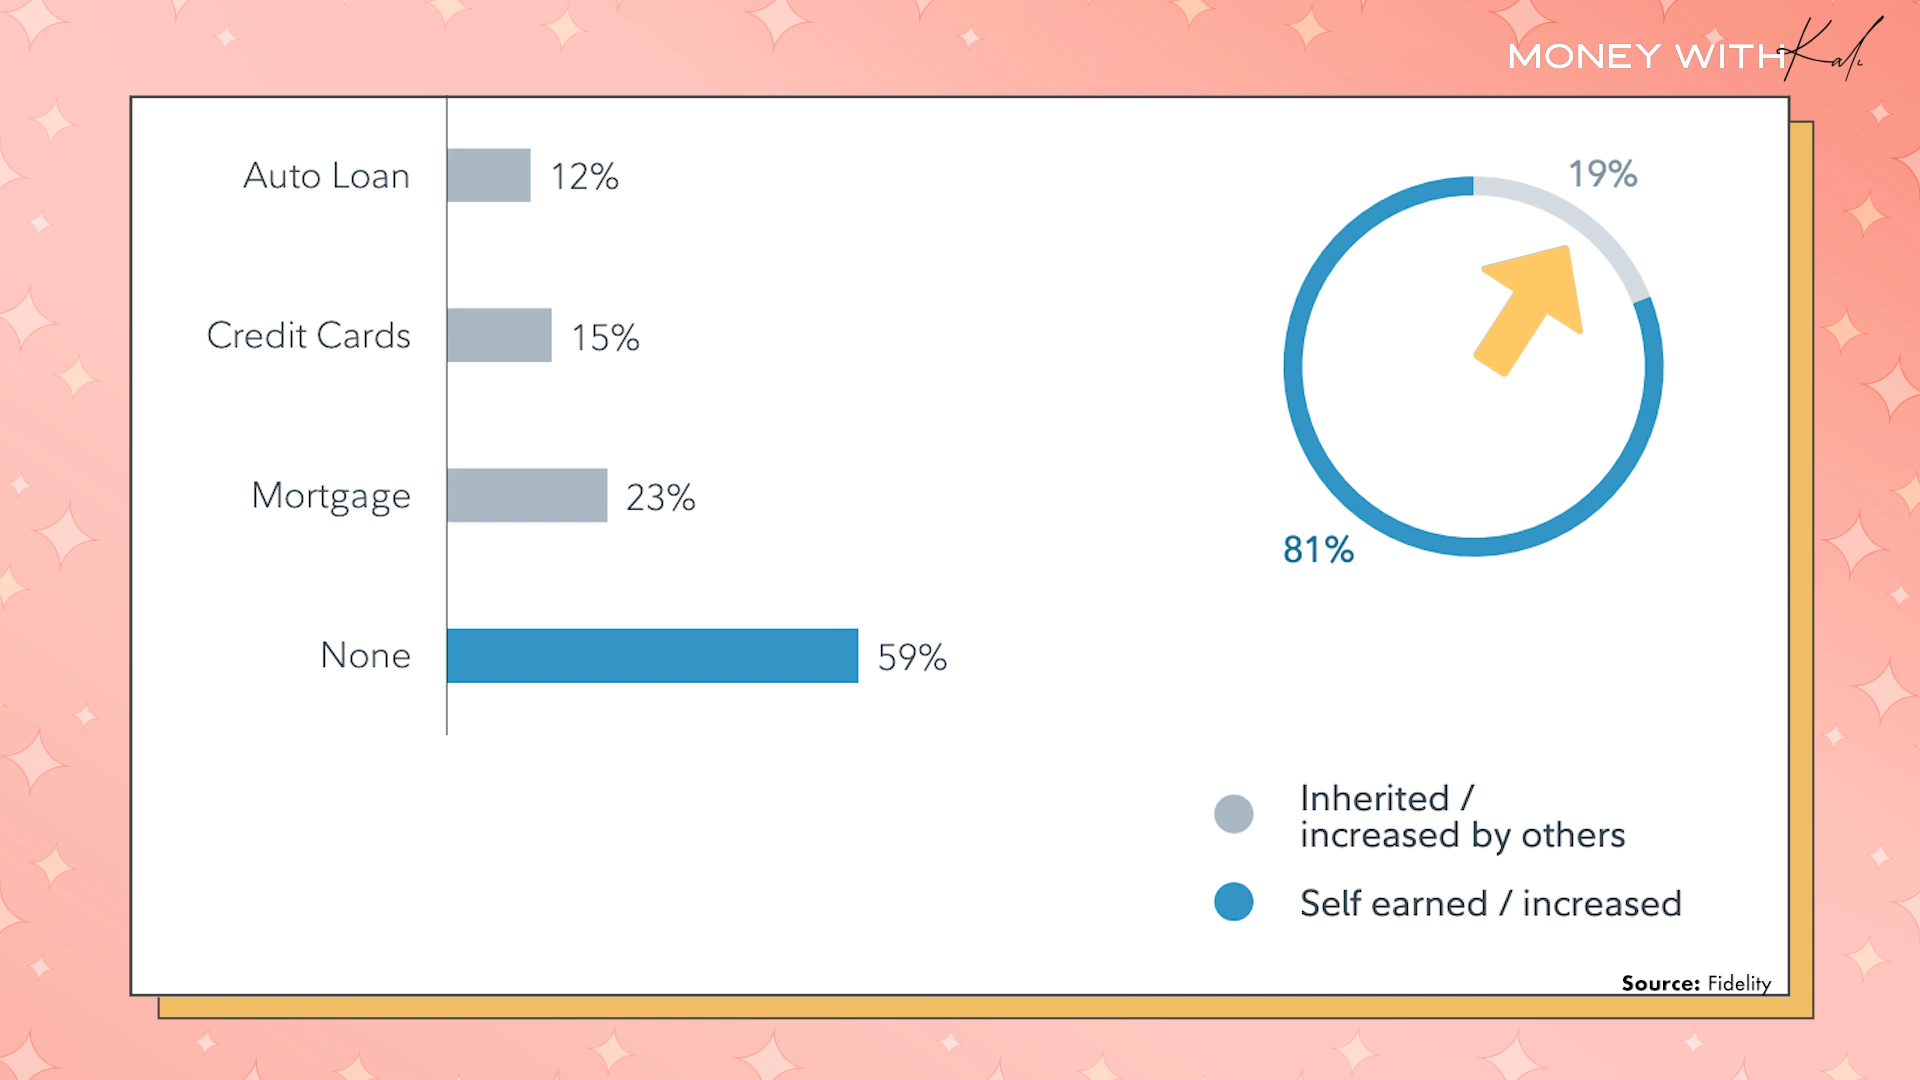 MONEY WITH Kali
Auto Loan 12%
Credit Cards 15%
Mortgage 23%
None 59%
19%
81%
Inherited /
increased by others
Self earned / increased
Source: Fidelity